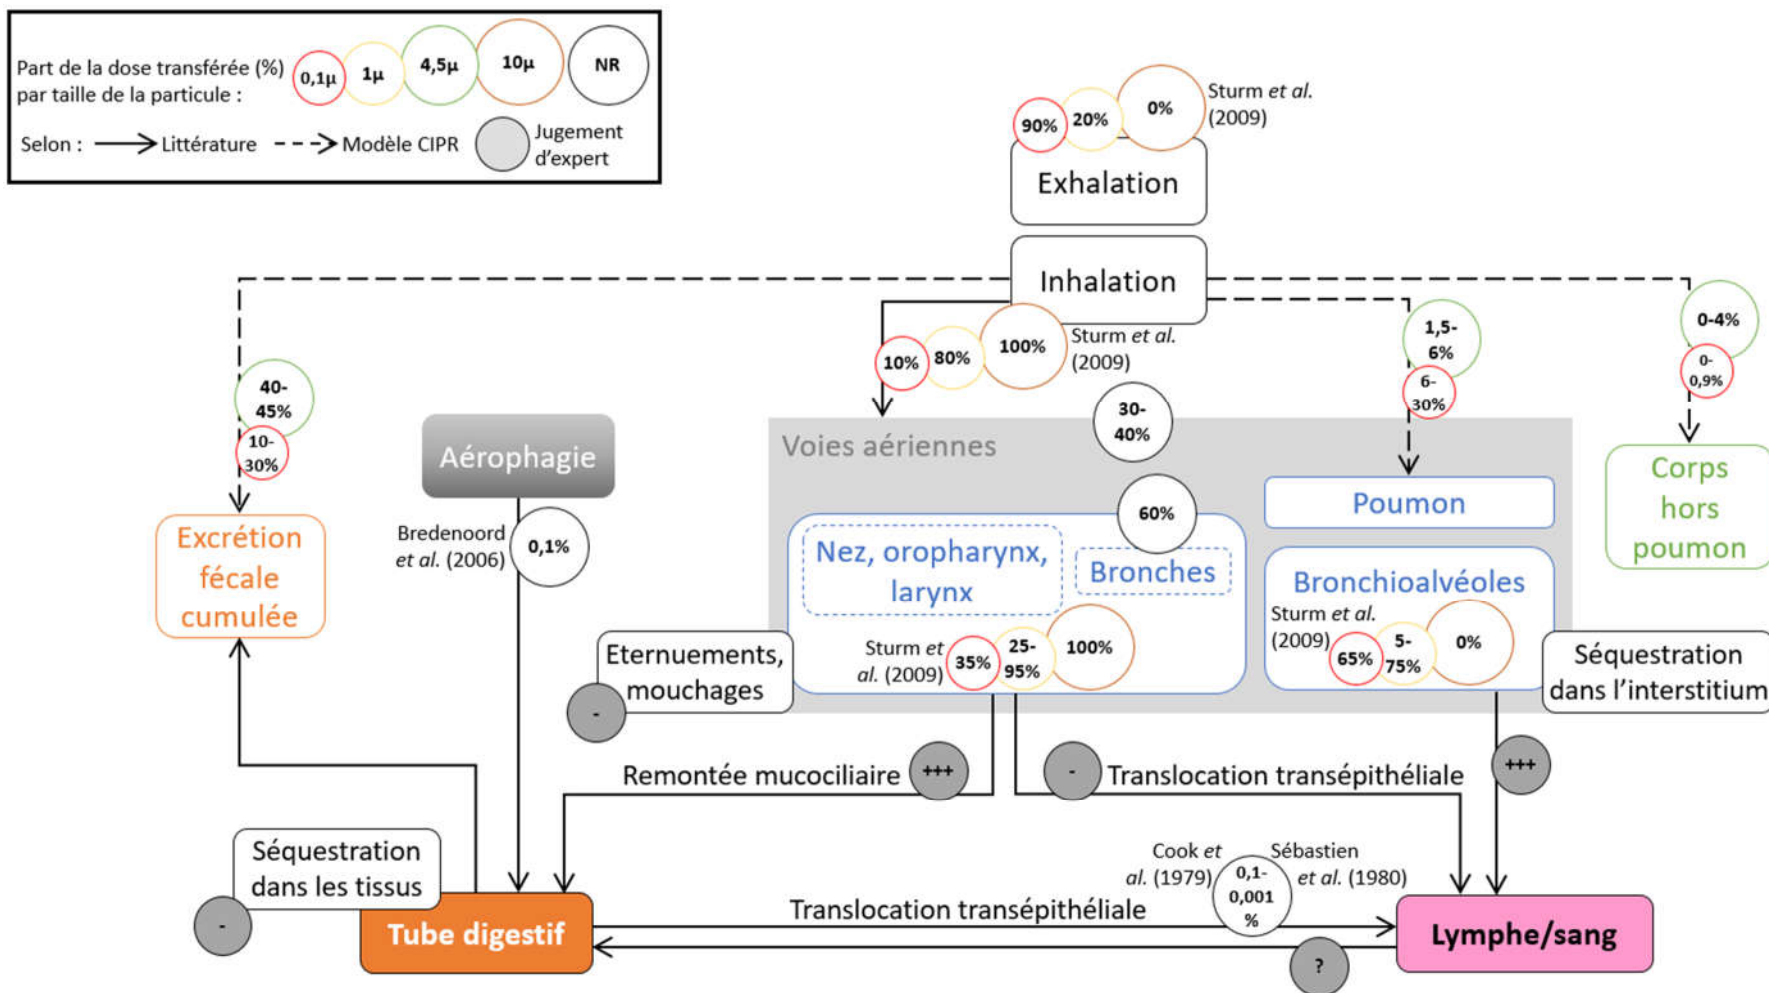 Part de la dose transférée (%)
par taille de la particule :
0,1µ
1µ
4,5µ
10µ
NR
Selon :
Littérature
Modèle CIPR
Jugement
d'expert
90%
20%
0%
Sturm et al.
(2009)
Exhalation
Inhalation
10%
80%
100%
Sturm et al.
(2009)
1,5-
6%
6-
30%
0-4%
0-
0,9%
40-
45%
10-
30%
Aérophagie
Voies aériennes
30-
40%
Bredenoord
et al. (2006)
0,1%
60%
Nez, oropharynx,
larynx
Bronches
Poumon
Corps
hors
poumon
Excrétion
fécale
cumulée
Bronchioalvéoles
Sturm et
al. (2009)
35%
25-
95%
100%
Sturm et al.
(2009)
65%
5-
75%
0%
Eternuements,
mouchages
-
Séquestration
dans l'interstitium
Remontée mucociliaire
+++
-
Translocation transépithéliale
+++
Séquestration
dans les tissus
-
Cook et
al. (1979)
0,1-
0,001
%
Sébastien
et al. (1980)
Tube digestif
Translocation transépithéliale
Lymphe/sang
?